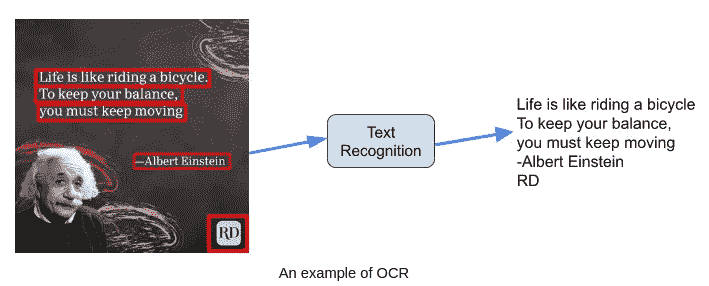 Life is like riding a bicycle.
To keep your balance,
you must keep moving
—Albert Einstein
RD
Text
Recognition
Life is like riding a bicycle
To keep your balance,
you must keep moving
-Albert Einstein
RD
An example of OCR